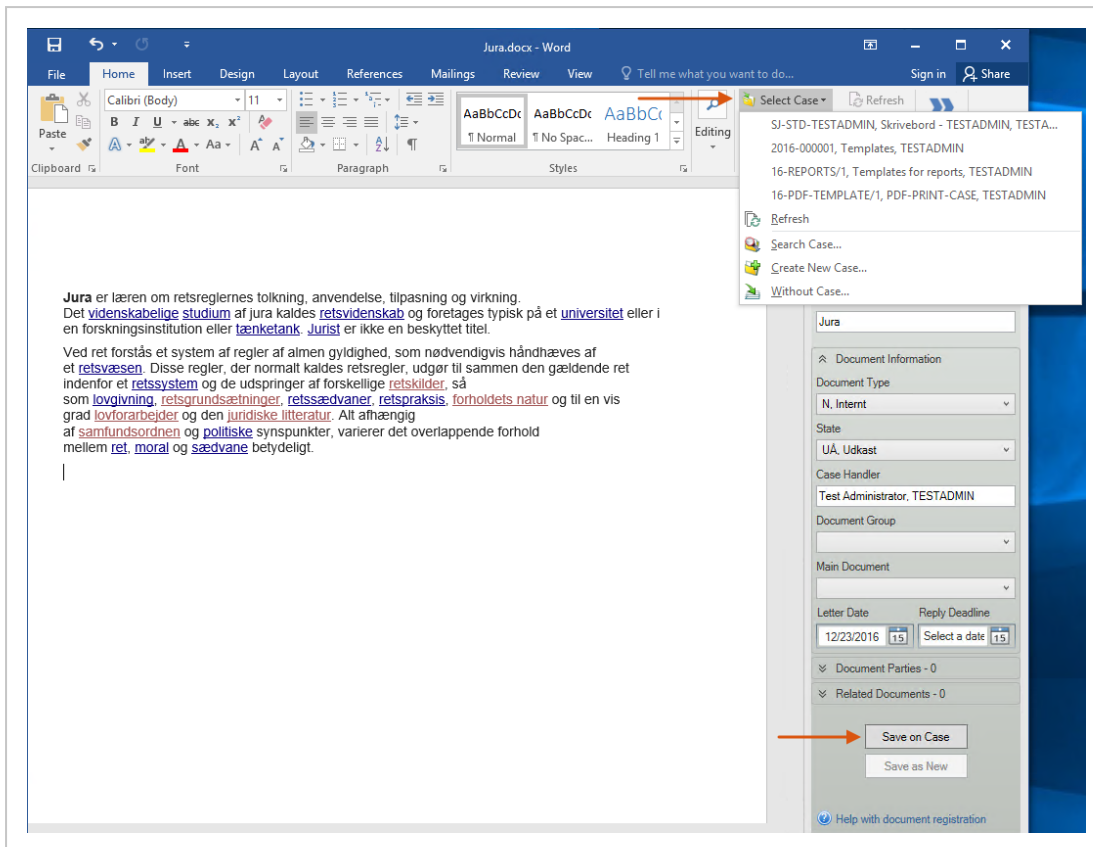 Jura.docx - Word
File Home Insert Design Layout References Mailings Review View Tell me what you want to do... Sign in Share
Calibri (Body) 11
Select Case Refresh
Paste
B I U abc X₂ X²
A Aa A A
AaBbCcDc AaBbCcDc AaBbCc
¶ Normal ¶ No Spac... Heading 1
Editing
Clipboard Font Paragraph Styles
SJ-STD-TESTADMIN, Skrivebord - TESTADMIN, TESTA...
2016-000001, Templates, TESTADMIN
16-REPORTS/1, Templates for reports, TESTADMIN
16-PDF-TEMPLATE/1, PDF-PRINT-CASE, TESTADMIN
Refresh
Search Case...
Create New Case...
Without Case...
Jura er læren om retsreglernes tolkning, anvendelse, tilpasning og virkning.
Det videnskabelige studium af jura kaldes retsvidenskab og foretages typisk på et universitet eller i
en forskningsinstitution eller tænketank. Jurist er ikke en beskyttet titel.
Ved ret forstås et system af regler af almen gyldighed, som nødvendigvis håndhæves af
et retsvæsen. Disse regler, der normalt kaldes retsregler, udgør til sammen den gældende ret
indenfor et retssystem og de udspringer af forskellige retskilder, så
som lovgivning, retsgrundsætninger, retssædvaner, retspraksis, forholdets natur og til en vis
grad lovforarbejder og den juridiske litteratur. Alt afhængig
af samfundsordnen og politiske synspunkter, varierer det overlappende forhold
mellem ret, moral og sædvane betydeligt.
Jura
Document Information
Document Type
N, Internt
State
UÅ, Udkast
Case Handler
Test Administrator, TESTADMIN
Document Group
Main Document
Letter Date Reply Deadline
12/23/2016 15 Select a date 15
Document Parties - 0
Related Documents - 0
Save on Case
Save as New
Help with document registration